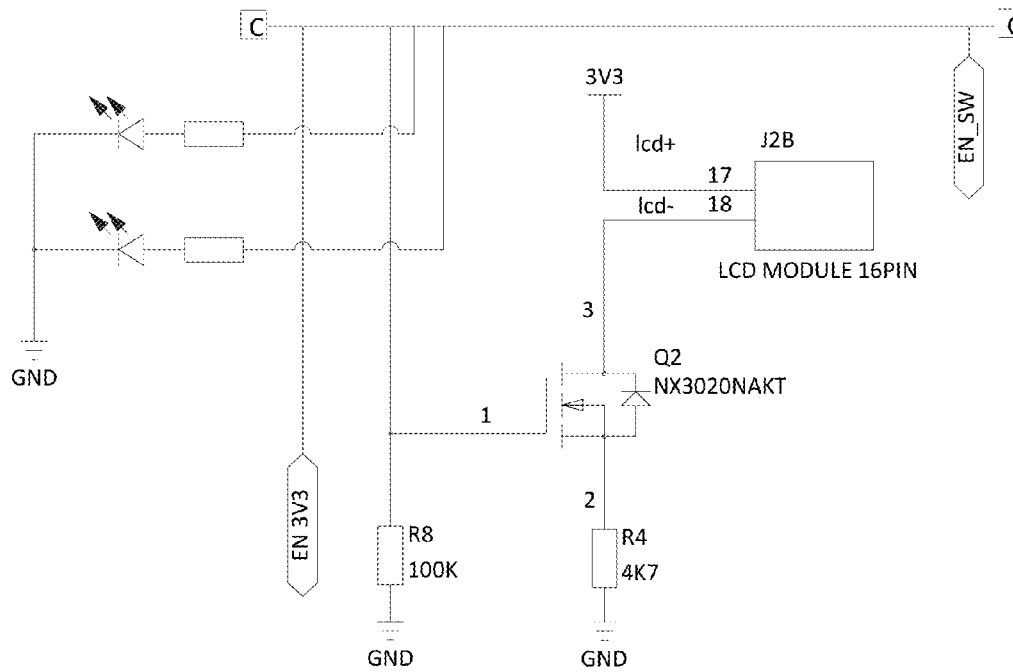 C
C
3V3
EN_SW
lcd+
J2B
17
lcd-
18
LCD MODULE 16PIN
3
GND
Q2
NX3020NAKT
1
EN 3V3
2
R8
100K
R4
4K7
GND
GND